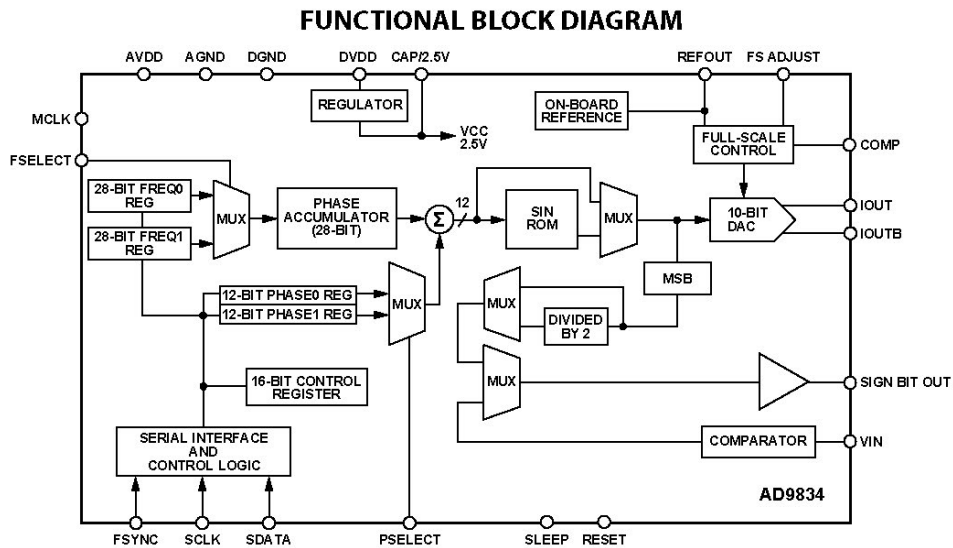 FUNCTIONAL BLOCK DIAGRAM
AVDD
AGND
DGND
DVDD
CAP/2.5V
REFOUT
FS ADJUST
REGULATOR
ON-BOARD
REFERENCE
MCLK
VCC
2.5V
FULL-SCALE
CONTROL
COMP
FSELECT
28-BIT FREQ0
REG
MUX
28-BIT FREQ1
REG
PHASE
ACCUMULATOR
(28-BIT)
Σ
12
SIN
ROM
MUX
10-BIT
DAC
IOUT
IOUTB
MSB
12-BIT PHASE0 REG
12-BIT PHASE1 REG
MUX
MUX
DIVIDED
BY 2
16-BIT CONTROL
REGISTER
MUX
SIGN BIT OUT
SERIAL INTERFACE
AND
CONTROL LOGIC
COMPARATOR
VIN
AD9834
FSYNC
SCLK
SDATA
PSELECT
SLEEP
RESET